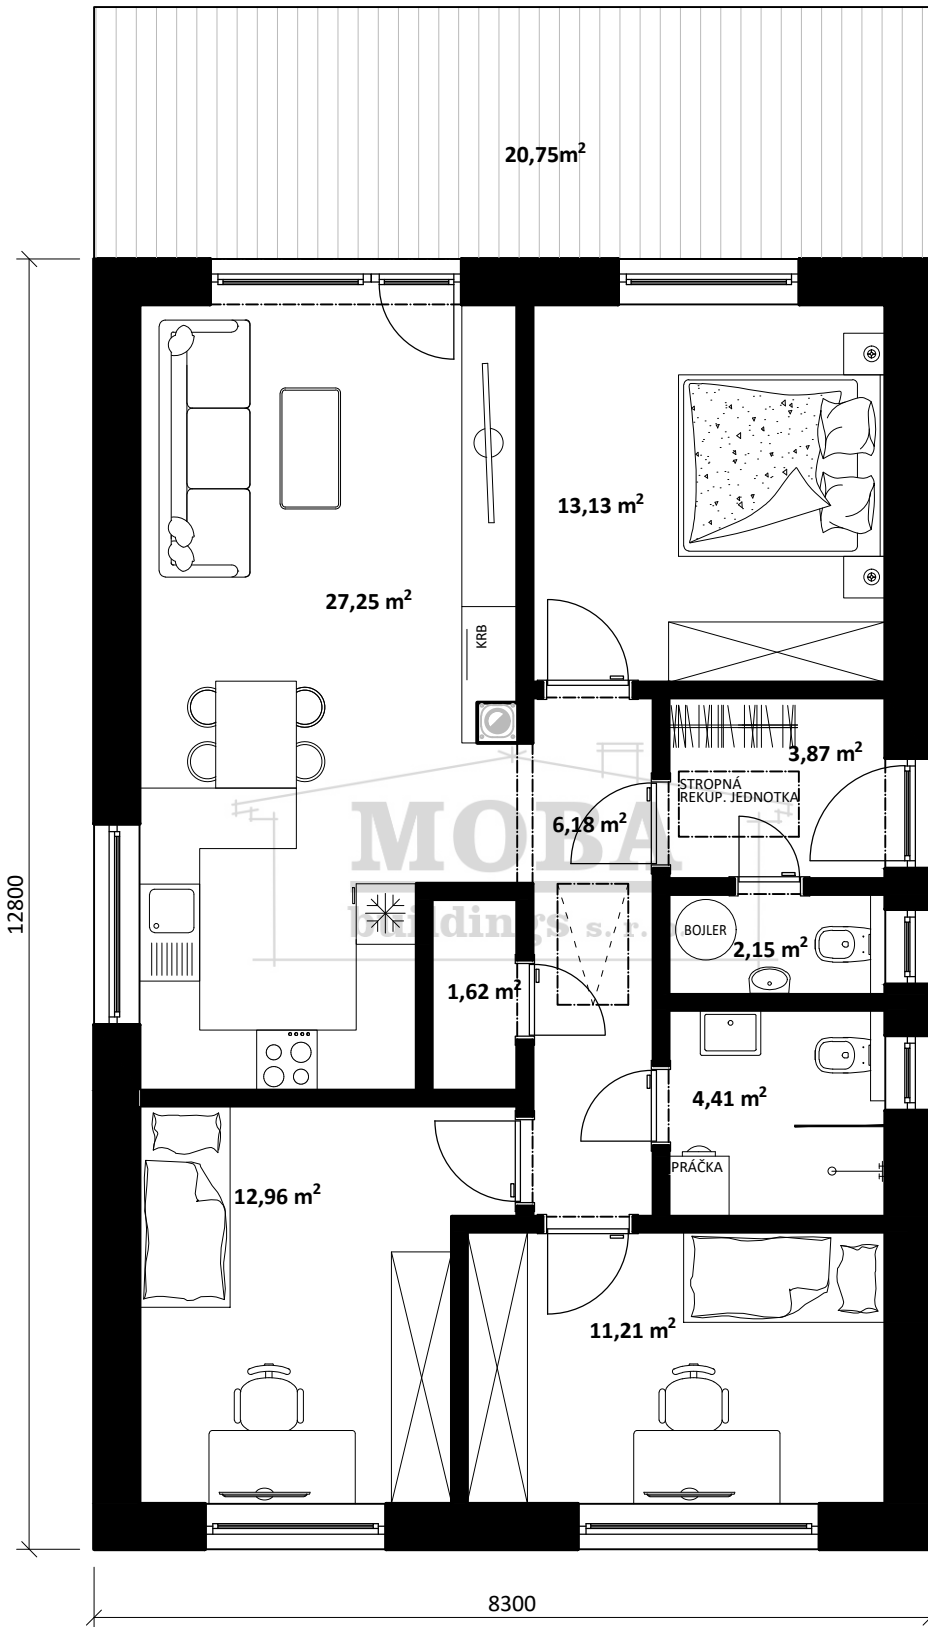 20,75m²
13,13 m²
27,25 m²
KRB
3,87 m²
STROPNÁ
REKUP. JEDNOTKA
6,18 m²
MOBA
buildings s. r.
BOJLER
2,15 m²
1,62 m²
4,41 m²
PRÁČKA
12,96 m²
11,21 m²
12800
8300